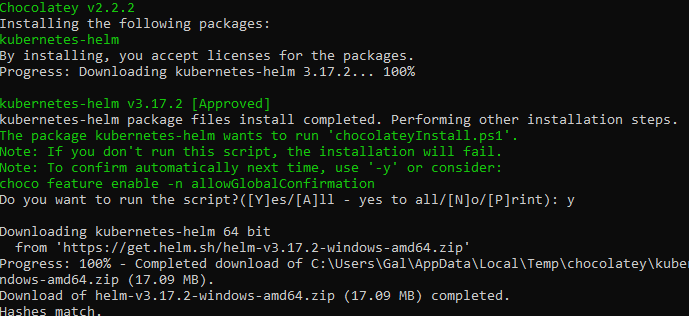 Chocolatey v2.2.2
Installing the following packages:
kubernetes-helm
By installing, you accept licenses for the packages.
Progress: Downloading kubernetes-helm 3.17.2... 100%
kubernetes-helm v3.17.2 [Approved]
kubernetes-helm package files install completed. Performing other installation steps.
The package kubernetes-helm wants to run 'chocolateyInstall.ps1'.
Note: If you don't run this script, the installation will fail.
Note: To confirm automatically next time, use '-y' or consider:
choco feature enable -n allowGlobalConfirmation
Do you want to run the script?([Y]es/[A]ll - yes to all/[N]o/[P]rint): y
Downloading kubernetes-helm 64 bit
from 'https://get.helm.sh/helm-v3.17.2-windows-amd64.zip'
Progress: 100% - Completed download of C:\Users\Gal\AppData\Local\Temp\chocolatey\kuber
ndows-amd64.zip (17.09 MB).
Download of helm-v3.17.2-windows-amd64.zip (17.09 MB) completed.
Hashes match.